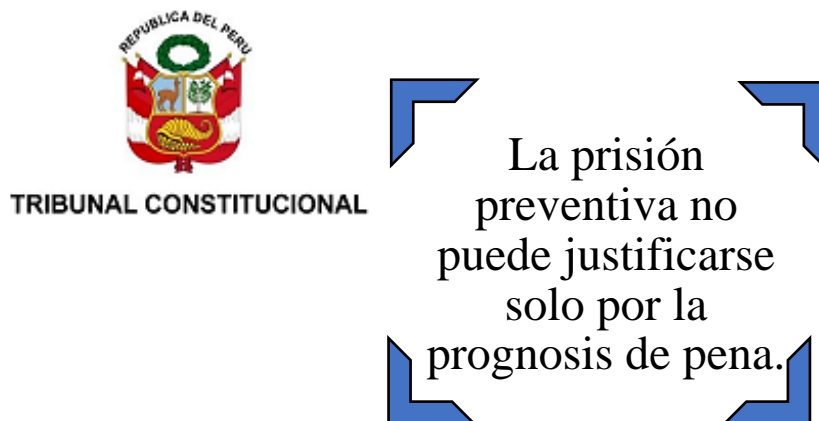 REPUBLICA DEL PERU
TRIBUNAL CONSTITUCIONAL
La prisión
preventiva no
puede justificarse
solo por la
prognosis de pena.